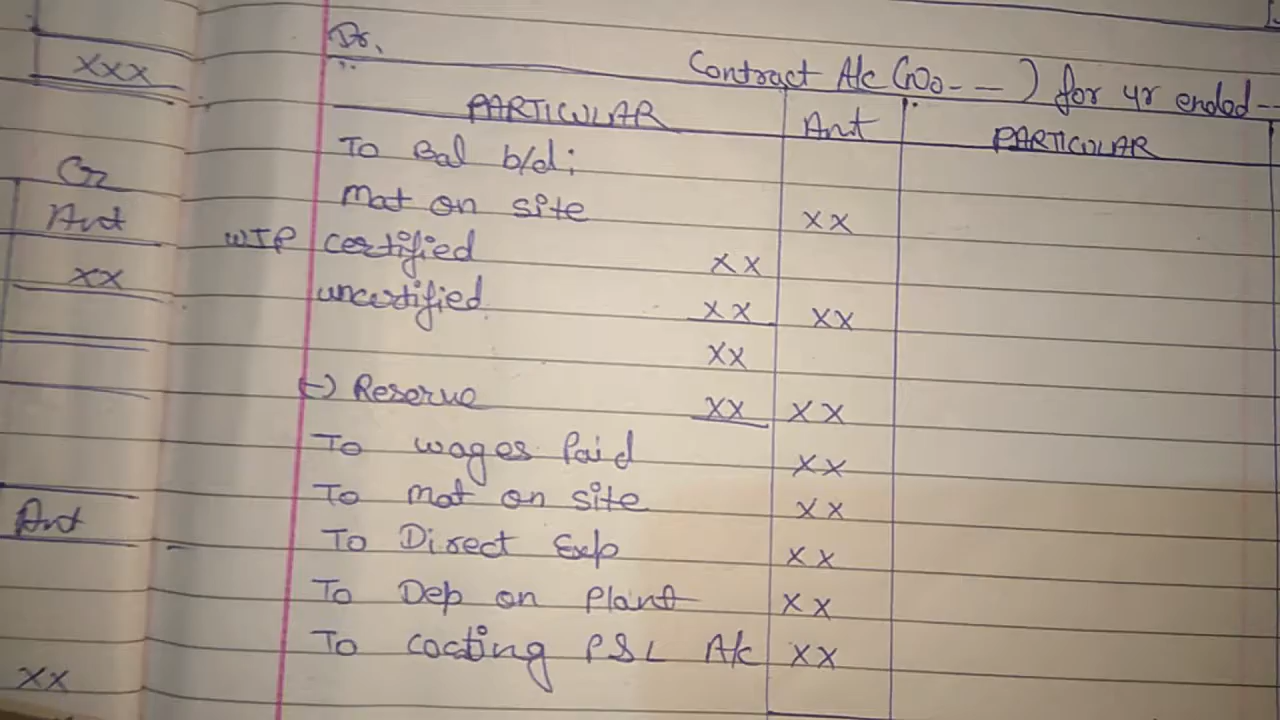 xxx
Cr
Amt
xx
Amt
xx
Dr.
Contract A/c (no- --) for yr ended --
PARTICULAR Amt PARTICULAR
To Bal b/d:
Mat on site xx
WIP certified xx
uncertified xx xx
xx
(-) Reserve xx xx
To wages Paid xx
To mat on site xx
To Direct Exp xx
To Dep on Plant xx
To costing P&L A/c xx